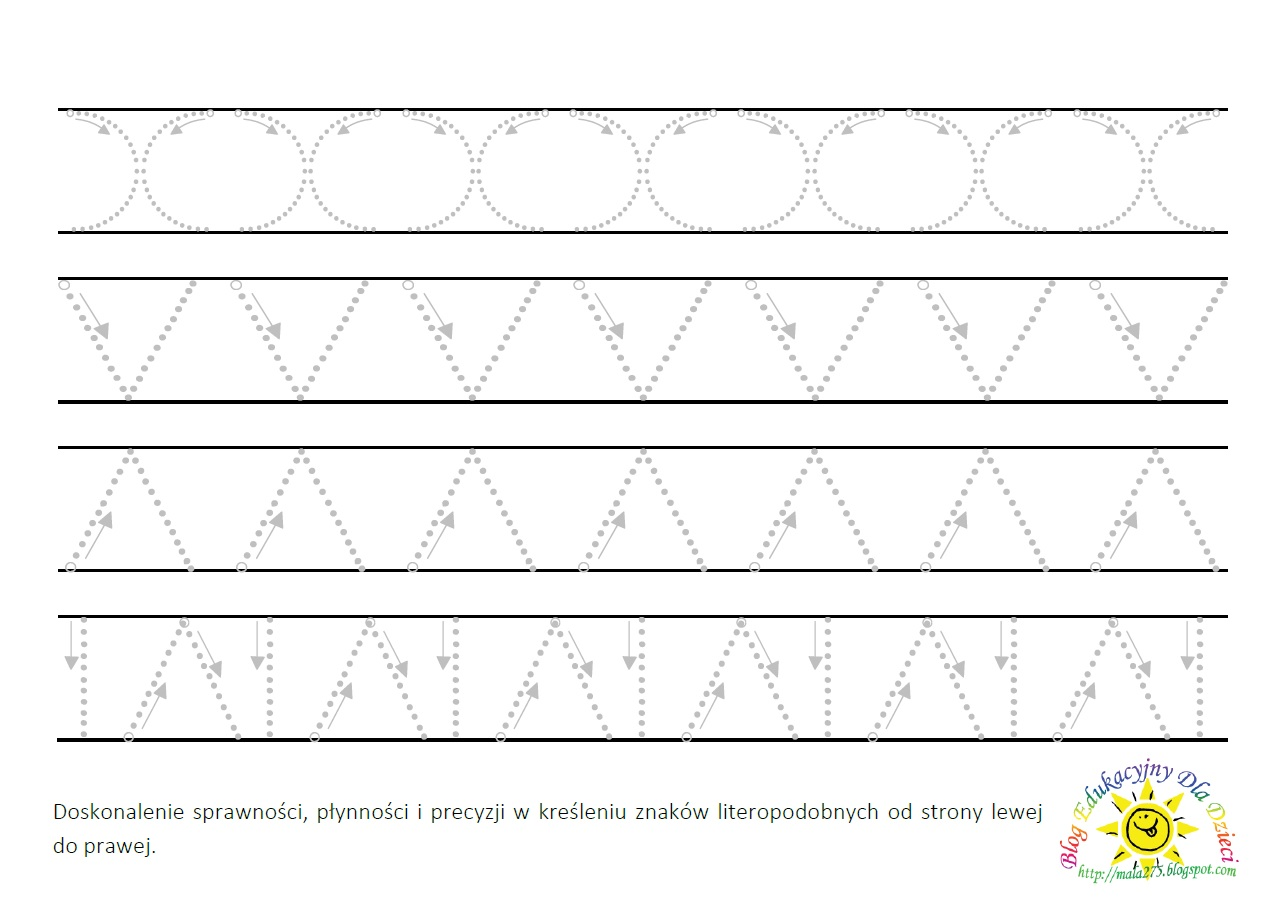 Doskonalenie sprawności, płynności i precyzji w kreśleniu znaków literopodobnych od strony lewej
do prawej.
Blog Edukacyjny Dla Dzieci
http://mala275.blogspot.com